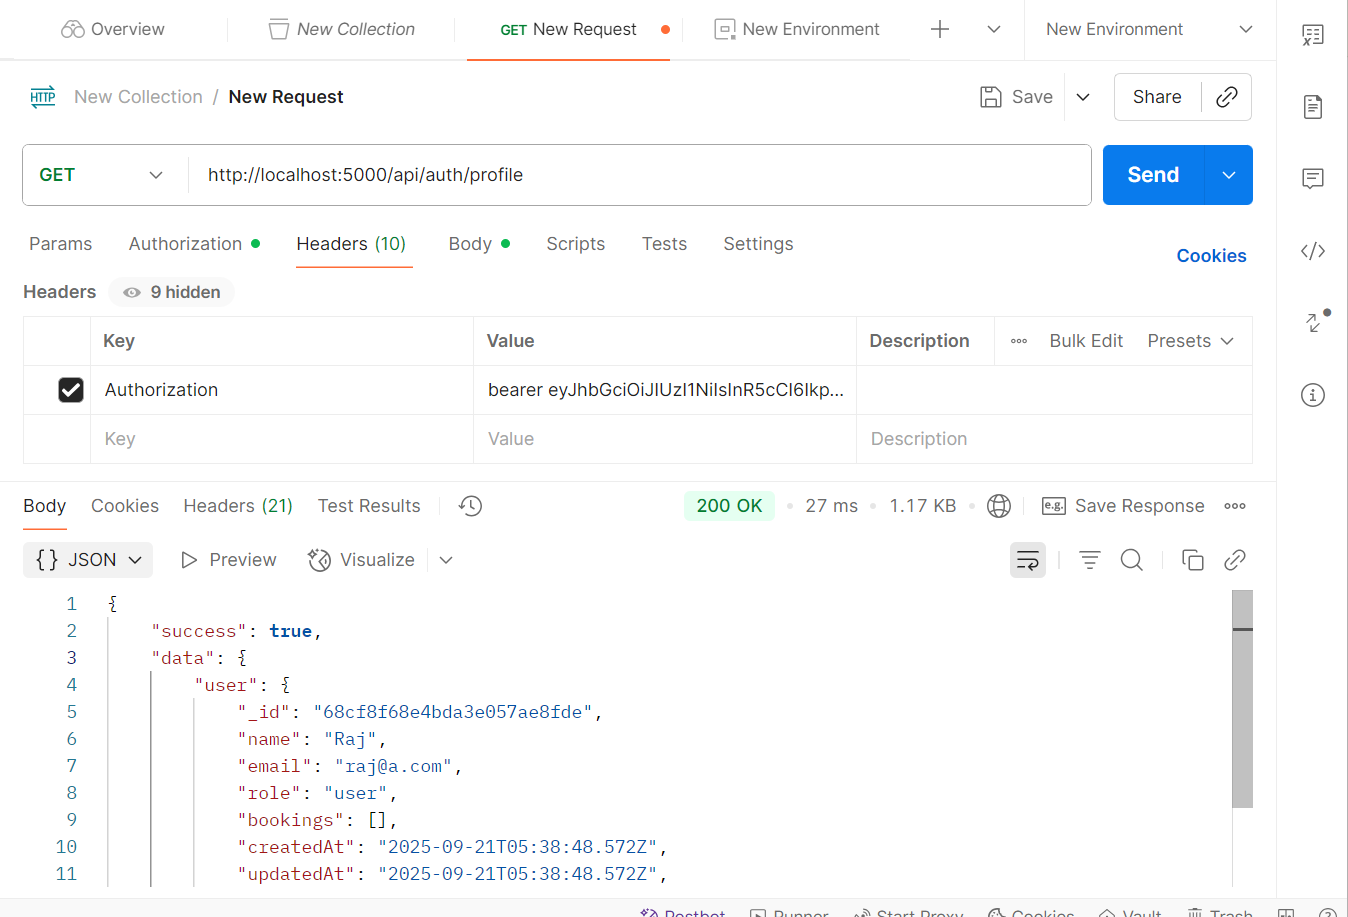 Overview New Collection GET New Request New Environment New Environment
HTTP New Collection / New Request Save Share
GET http://localhost:5000/api/auth/profile Send
Params Authorization Headers (10) Body Scripts Tests Settings Cookies
Headers 9 hidden
Key Value Description Bulk Edit Presets
Authorization bearer eyJhbGciOiJIUzI1NiIsInR5cCI6Ikp...
Key Value Description
Body Cookies Headers (21) Test Results 200 OK • 27 ms • 1.17 KB • e.g. Save Response
{} JSON Preview Visualize
1 {
2 "success": true,
3 "data": {
4 "user": {
5 "_id": "68cf8f68e4bda3e057ae8fde",
6 "name": "Raj",
7 "email": "raj@a.com",
8 "role": "user",
9 "bookings": [],
10 "createdAt": "2025-09-21T05:38:48.572Z",
11 "updatedAt": "2025-09-21T05:38:48.572Z",
Postbot Runner Start Proxy Cookies Vault Trash